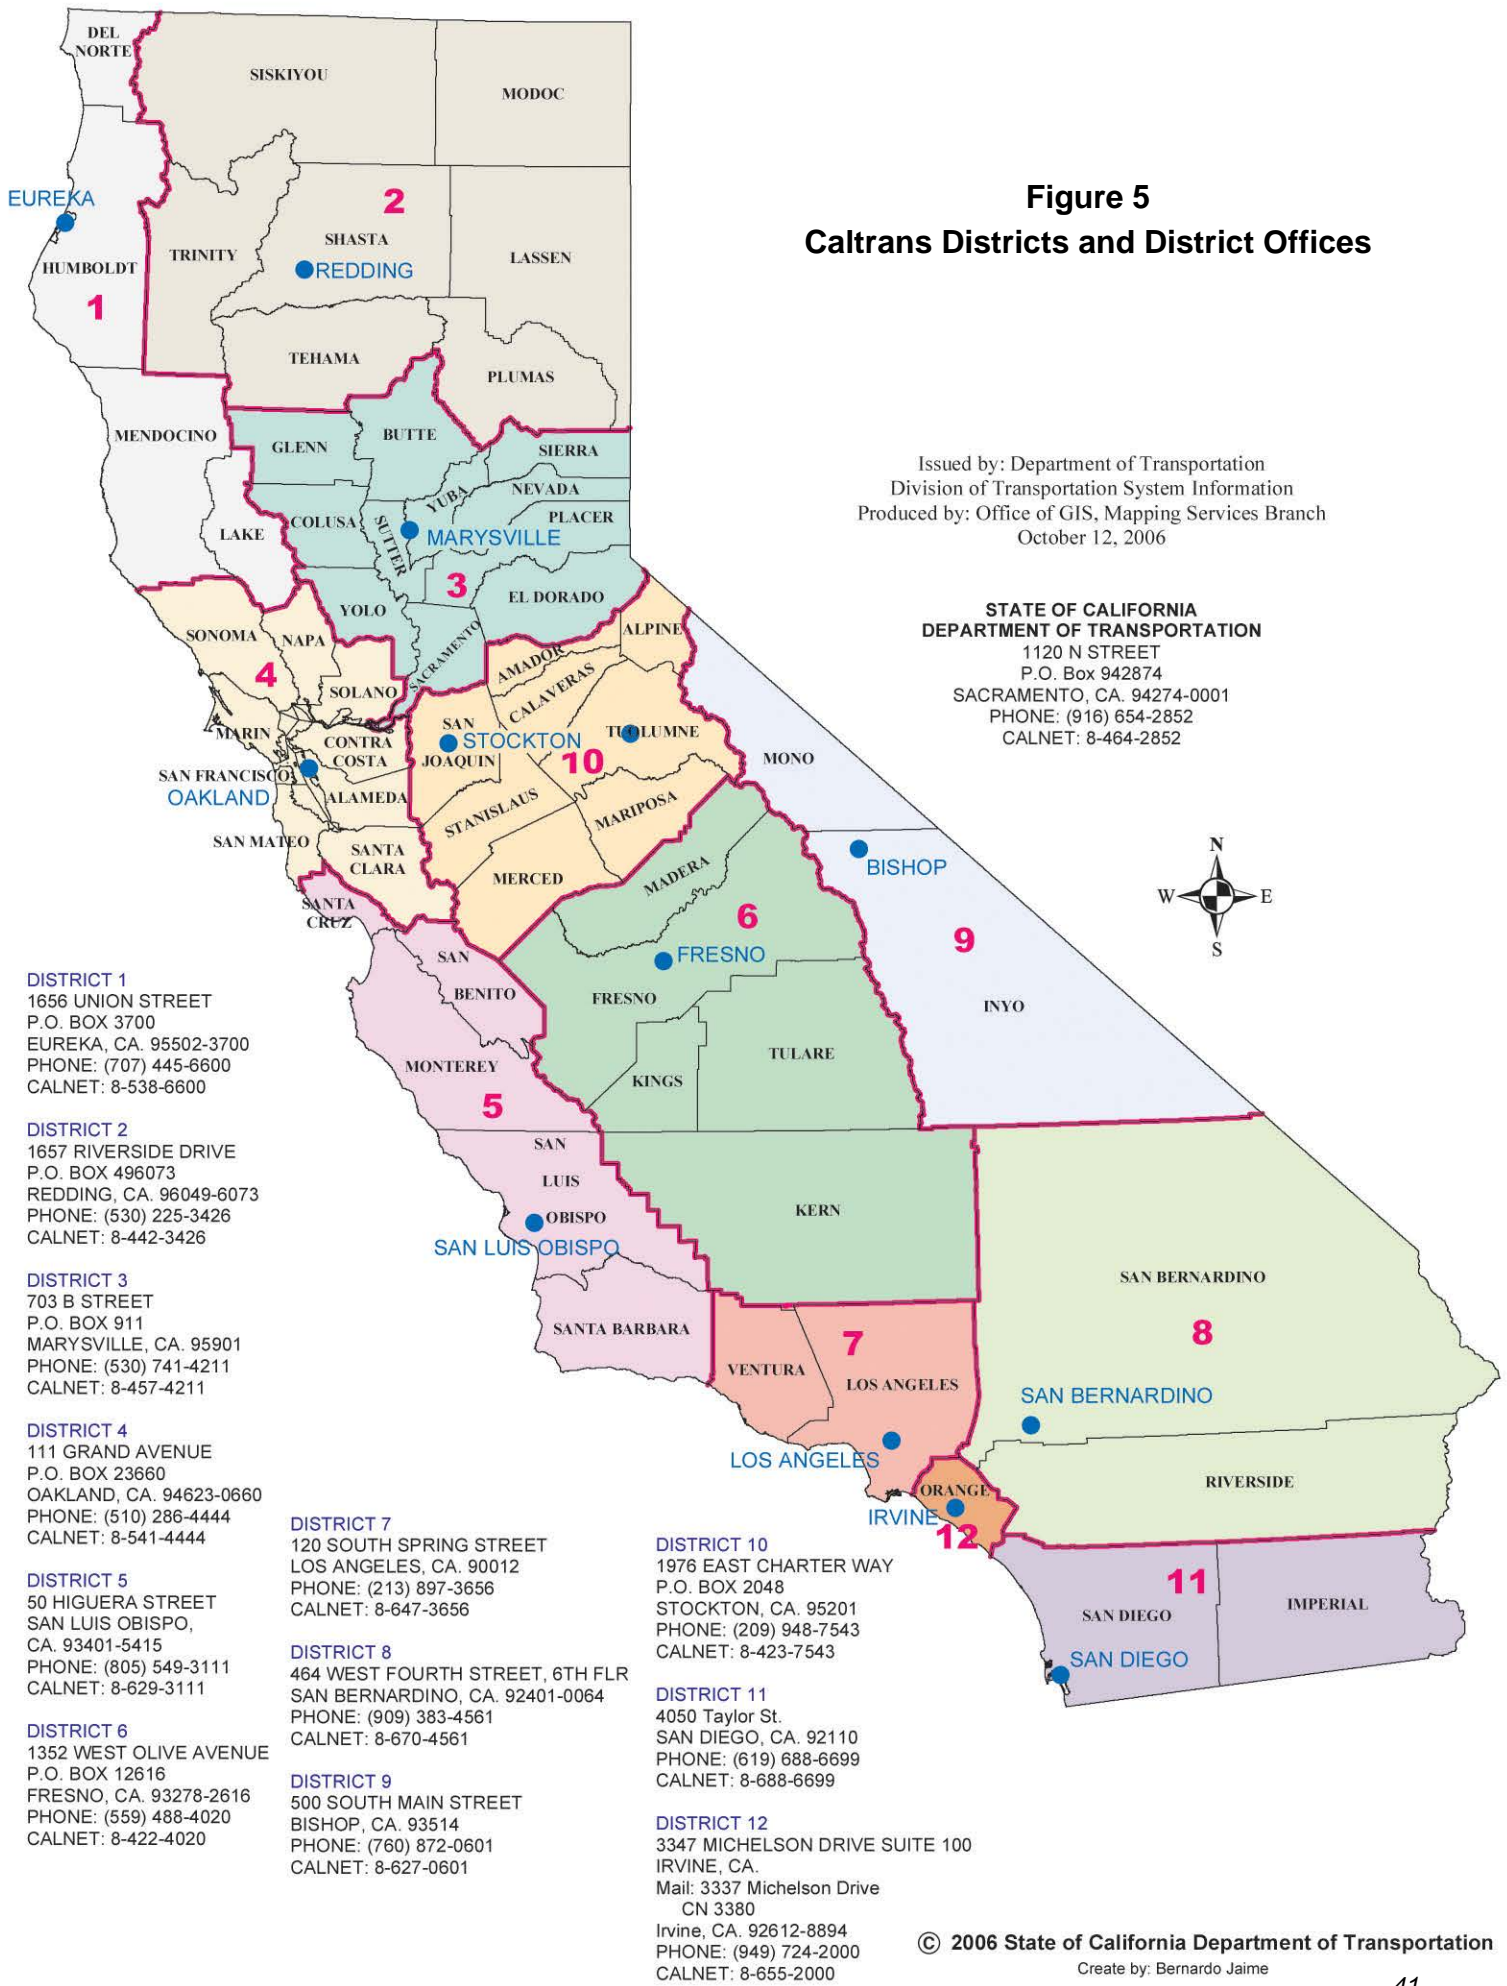 Figure 5
Caltrans Districts and District Offices
Issued by: Department of Transportation
Division of Transportation System Information
Produced by: Office of GIS, Mapping Services Branch
October 12, 2006
STATE OF CALIFORNIA
DEPARTMENT OF TRANSPORTATION
1120 N STREET
P.O. Box 942874
SACRAMENTO, CA. 94274-0001
PHONE: (916) 654-2852
CALNET: 8-464-2852
N
W
E
S
DEL
NORTE
SISKIYOU
MODOC
EUREKA
HUMBOLDT
1
TRINITY
2
SHASTA
REDDING
LASSEN
TEHAMA
PLUMAS
MENDOCINO
LAKE
GLENN
BUTTE
SIERRA
COLUSA
YUBA
NEVADA
SUTTER
PLACER
MARYSVILLE
3
YOLO
EL DORADO
SACRAMENTO
SONOMA
NAPA
4
SOLANO
MARIN
CONTRA
COSTA
SAN FRANCISCO
OAKLAND
ALAMEDA
SAN MATEO
SANTA
CLARA
ALPINE
AMADOR
CALAVERAS
SAN
JOAQUIN
STOCKTON
TUOLUMNE
10
STANISLAUS
MARIPOSA
MERCED
MONO
BISHOP
9
INYO
MADERA
6
FRESNO
FRESNO
TULARE
KINGS
KERN
SANTA
CRUZ
SAN
BENITO
MONTEREY
5
SAN
LUIS
OBISPO
SAN LUIS OBISPO
SANTA BARBARA
VENTURA
7
LOS ANGELES
LOS ANGELES
SAN BERNARDINO
8
SAN BERNARDINO
RIVERSIDE
ORANGE
IRVINE
12
11
SAN DIEGO
IMPERIAL
SAN DIEGO
DISTRICT 1
1656 UNION STREET
P.O. BOX 3700
EUREKA, CA. 95502-3700
PHONE: (707) 445-6600
CALNET: 8-538-6600
DISTRICT 2
1657 RIVERSIDE DRIVE
P.O. BOX 496073
REDDING, CA. 96049-6073
PHONE: (530) 225-3426
CALNET: 8-442-3426
DISTRICT 3
703 B STREET
P.O. BOX 911
MARYSVILLE, CA. 95901
PHONE: (530) 741-4211
CALNET: 8-457-4211
DISTRICT 4
111 GRAND AVENUE
P.O. BOX 23660
OAKLAND, CA. 94623-0660
PHONE: (510) 286-4444
CALNET: 8-541-4444
DISTRICT 5
50 HIGUERA STREET
SAN LUIS OBISPO,
CA. 93401-5415
PHONE: (805) 549-3111
CALNET: 8-629-3111
DISTRICT 6
1352 WEST OLIVE AVENUE
P.O. BOX 12616
FRESNO, CA. 93278-2616
PHONE: (559) 488-4020
CALNET: 8-422-4020
DISTRICT 7
120 SOUTH SPRING STREET
LOS ANGELES, CA. 90012
PHONE: (213) 897-3656
CALNET: 8-647-3656
DISTRICT 8
464 WEST FOURTH STREET, 6TH FLR
SAN BERNARDINO, CA. 92401-0064
PHONE: (909) 383-4561
CALNET: 8-670-4561
DISTRICT 9
500 SOUTH MAIN STREET
BISHOP, CA. 93514
PHONE: (760) 872-0601
CALNET: 8-627-0601
DISTRICT 10
1976 EAST CHARTER WAY
P.O. BOX 2048
STOCKTON, CA. 95201
PHONE: (209) 948-7543
CALNET: 8-423-7543
DISTRICT 11
4050 Taylor St.
SAN DIEGO, CA. 92110
PHONE: (619) 688-6699
CALNET: 8-688-6699
DISTRICT 12
3347 MICHELSON DRIVE SUITE 100
IRVINE, CA.
Mail: 3337 Michelson Drive
CN 3380
Irvine, CA. 92612-8894
PHONE: (949) 724-2000
CALNET: 8-655-2000
© 2006 State of California Department of Transportation
Create by: Bernardo Jaime
41